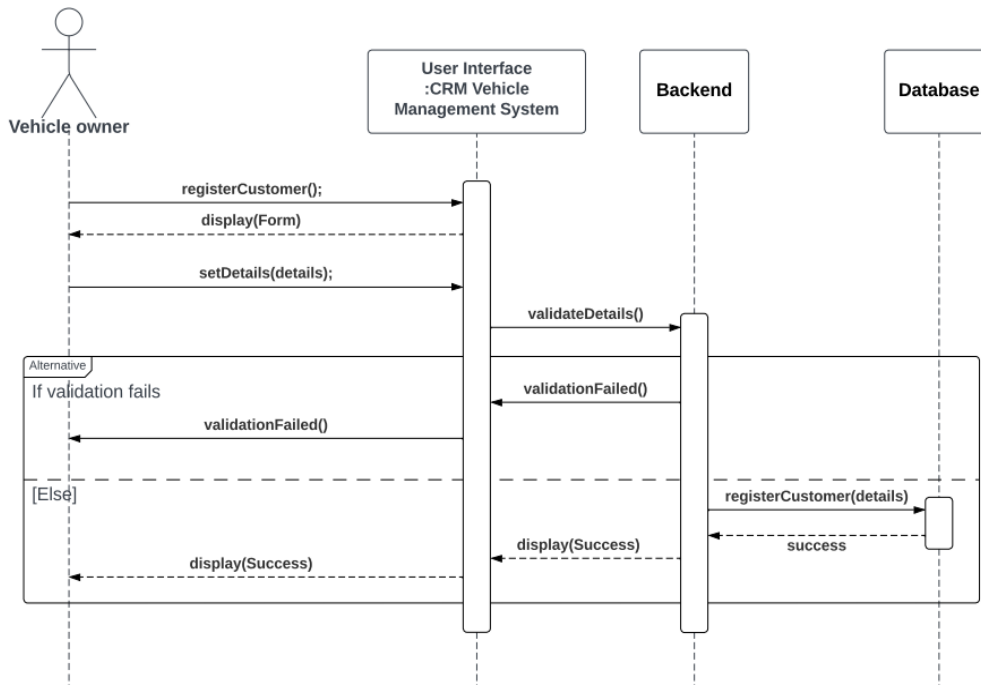 User Interface
:CRM Vehicle
Management System
Backend
Database
Vehicle owner
registerCustomer();
display(Form)
setDetails(details);
validateDetails()
Alternative
If validation fails
validationFailed()
validationFailed()
[Else]
registerCustomer(details)
success
display(Success)
display(Success)